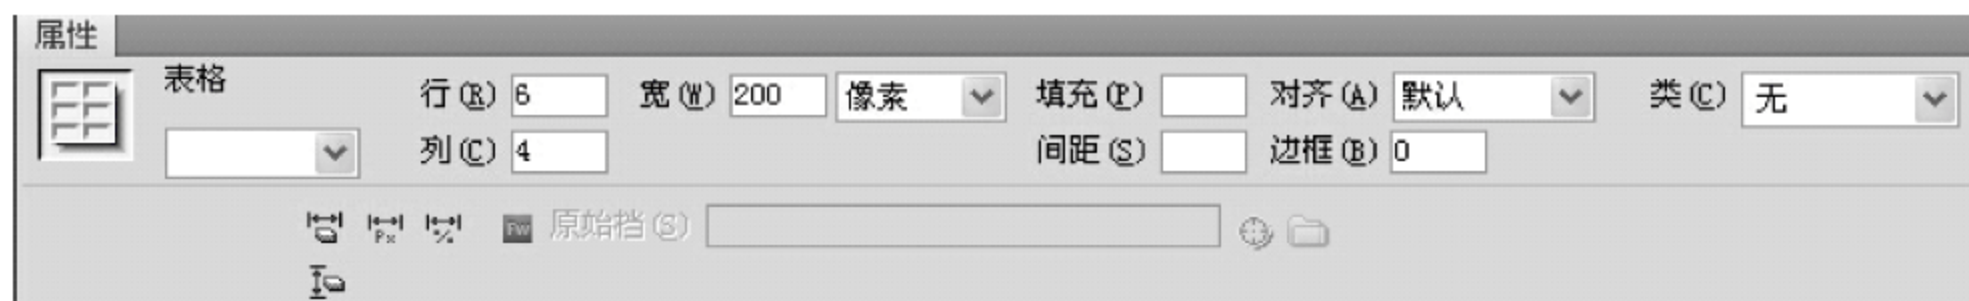 属性
表格 行(R) 6 宽(W) 200 像素 填充(P) 对齐(A) 默认 类(C) 无
列(C) 4 间距(S) 边框(B) 0
Px % Fw 原始档(S)